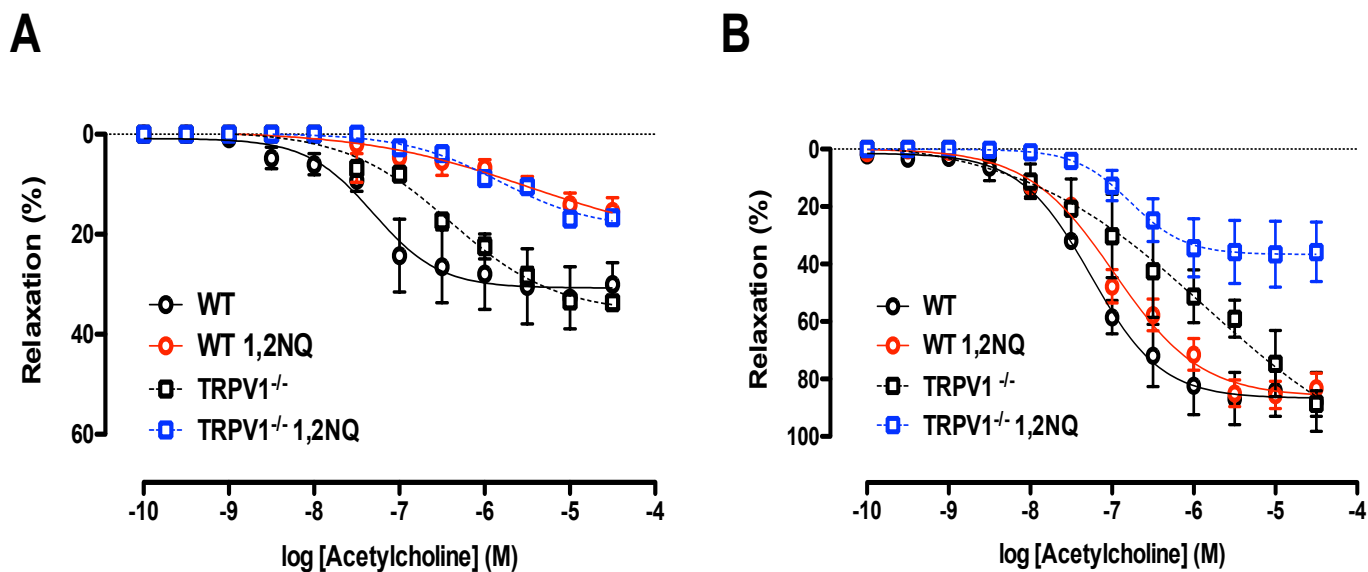 A
Relaxation (%)
0
20
40
60
WT
WT 1,2NQ
TRPV1-/-
TRPV1-/- 1,2NQ
-10 -9 -8 -7 -6 -5 -4
log [Acetylcholine] (M)
B
Relaxation (%)
0
20
40
60
80
100
WT
WT 1,2NQ
TRPV1 -/-
TRPV1-/- 1,2NQ
-10 -9 -8 -7 -6 -5 -4
log [Acetylcholine] (M)